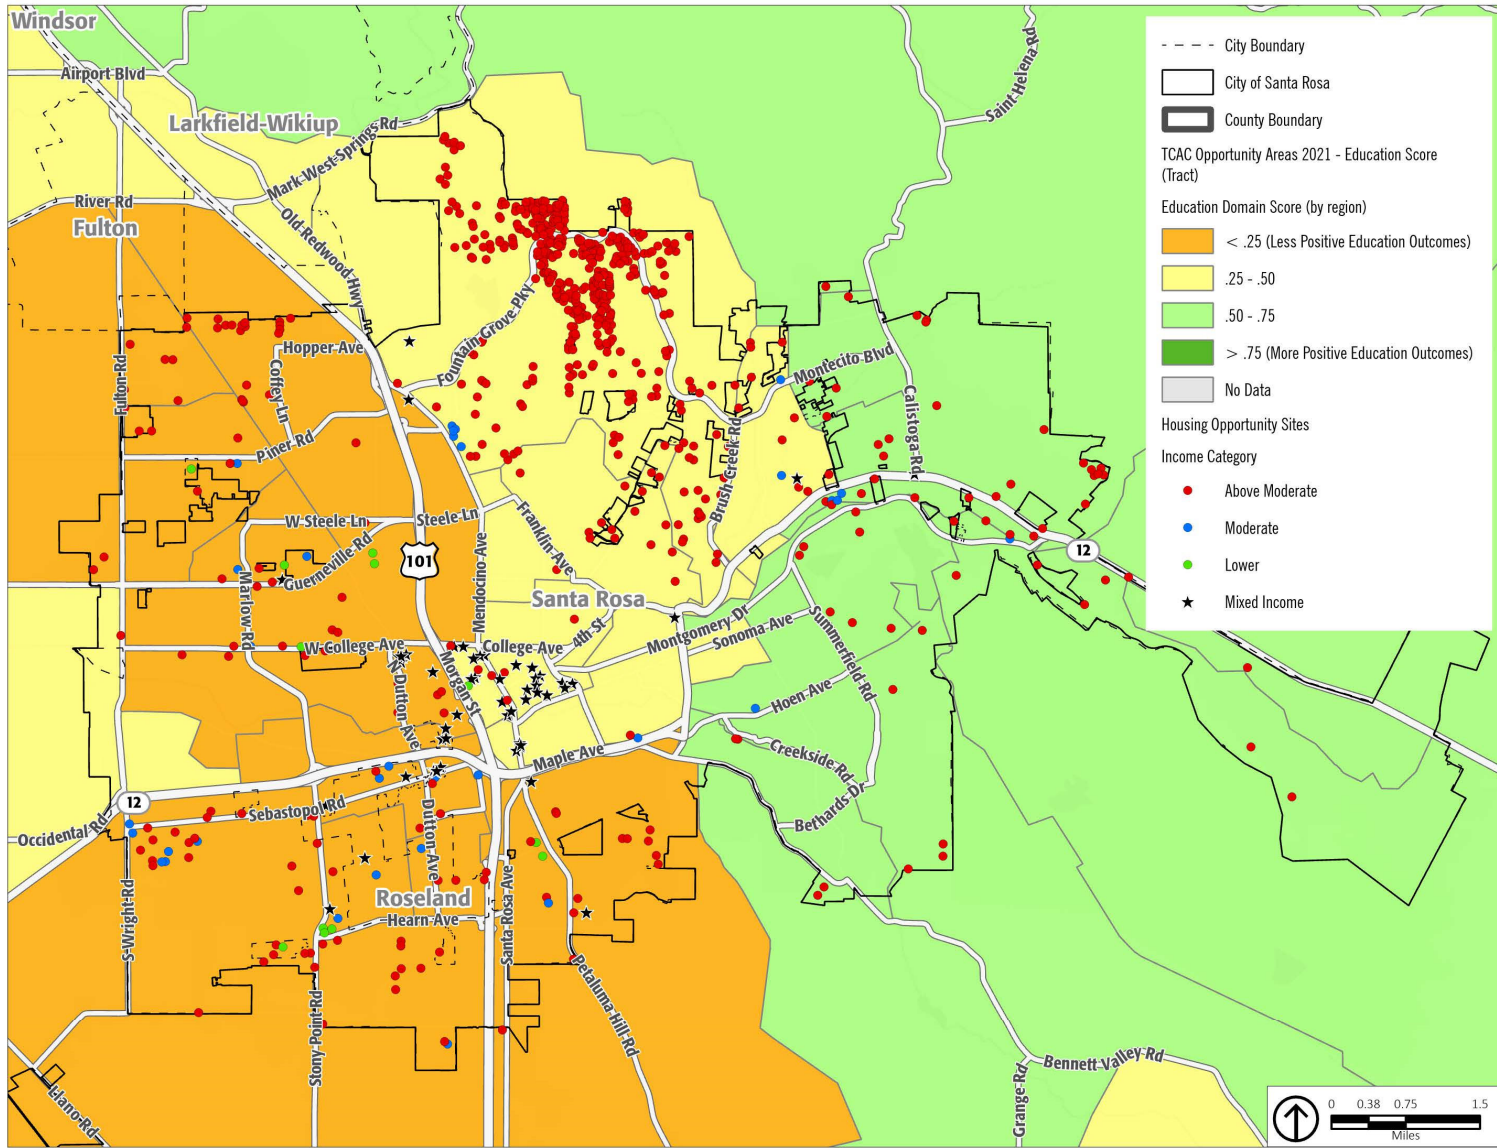 Windsor
Airport Blvd
Larkfield-Wikiup
Mark West Springs Rd
Saint Helena Rd
River Rd
Fulton
Old Redwood Hwy
Fountain Grove Pky
Hopper Ave
Fulton Rd
Coffey Ln
Piner Rd
Montecito Blvd
Calistoga Rd
Brush Creek Rd
W Steele Ln
Steele Ln
Franklin Ave
Guerneville Rd
101
Mendocino Ave
Marlow Rd
Santa Rosa
12
W College Ave
College Ave
4th St
Montgomery Dr
Sonoma Ave
Summerfield Rd
N Dutton Ave
Morgan St
Hoen Ave
Maple Ave
Creekside Rd
Bethards Dr
12
Occidental Rd
Sebastopol Rd
Dutton Ave
Roseland
Hearn Ave
S Wright Rd
Santa Rosa Ave
Stony Point Rd
Petaluma Hill Rd
Llano Rd
Bennett Valley Rd
Grange Rd
City Boundary
City of Santa Rosa
County Boundary
TCAC Opportunity Areas 2021 - Education Score
(Tract)
Education Domain Score (by region)
< .25 (Less Positive Education Outcomes)
.25 - .50
.50 - .75
> .75 (More Positive Education Outcomes)
No Data
Housing Opportunity Sites
Income Category
Above Moderate
Moderate
Lower
Mixed Income
0 0.38 0.75 1.5
Miles